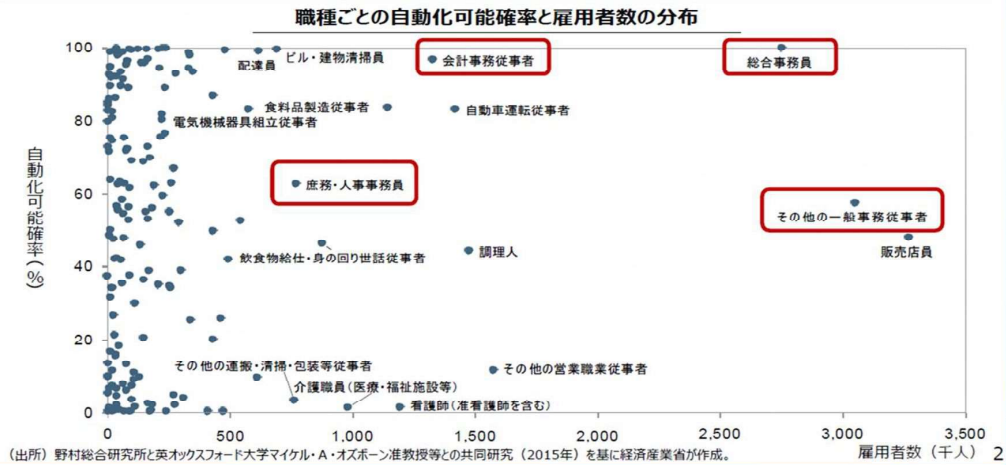 職種ごとの自動化可能確率と雇用者数の分布
100
80
60
40
20
0
自動化可能確率（%）
配達員
ビル・建物清掃員
会計事務従事者
総合事務員
食料品製造従事者
自動車運転従事者
電気機械器具組立従事者
庶務・人事事務員
その他の一般事務従事者
飲食物給仕・身の回り世話従事者
調理人
販売店員
その他の運搬・清掃・包装等従事者
その他の営業職業従事者
介護職員（医療・福祉施設等）
看護師（准看護師を含む）
0 500 1,000 1,500 2,000 2,500 3,000 3,500
（出所）野村総合研究所と英オックスフォード大学マイケル・A・オズボーン准教授等との共同研究（2015年）を基に経済産業省が作成。 雇用者数（千人） 2